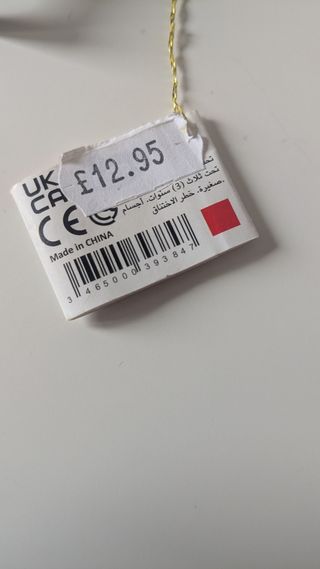 £12.95
UK
CA
تحت ثلاث (3) سنوات. أجسام
صغيرة. خطر الاختناق.
CE
Made in CHINA
3 465000 393847